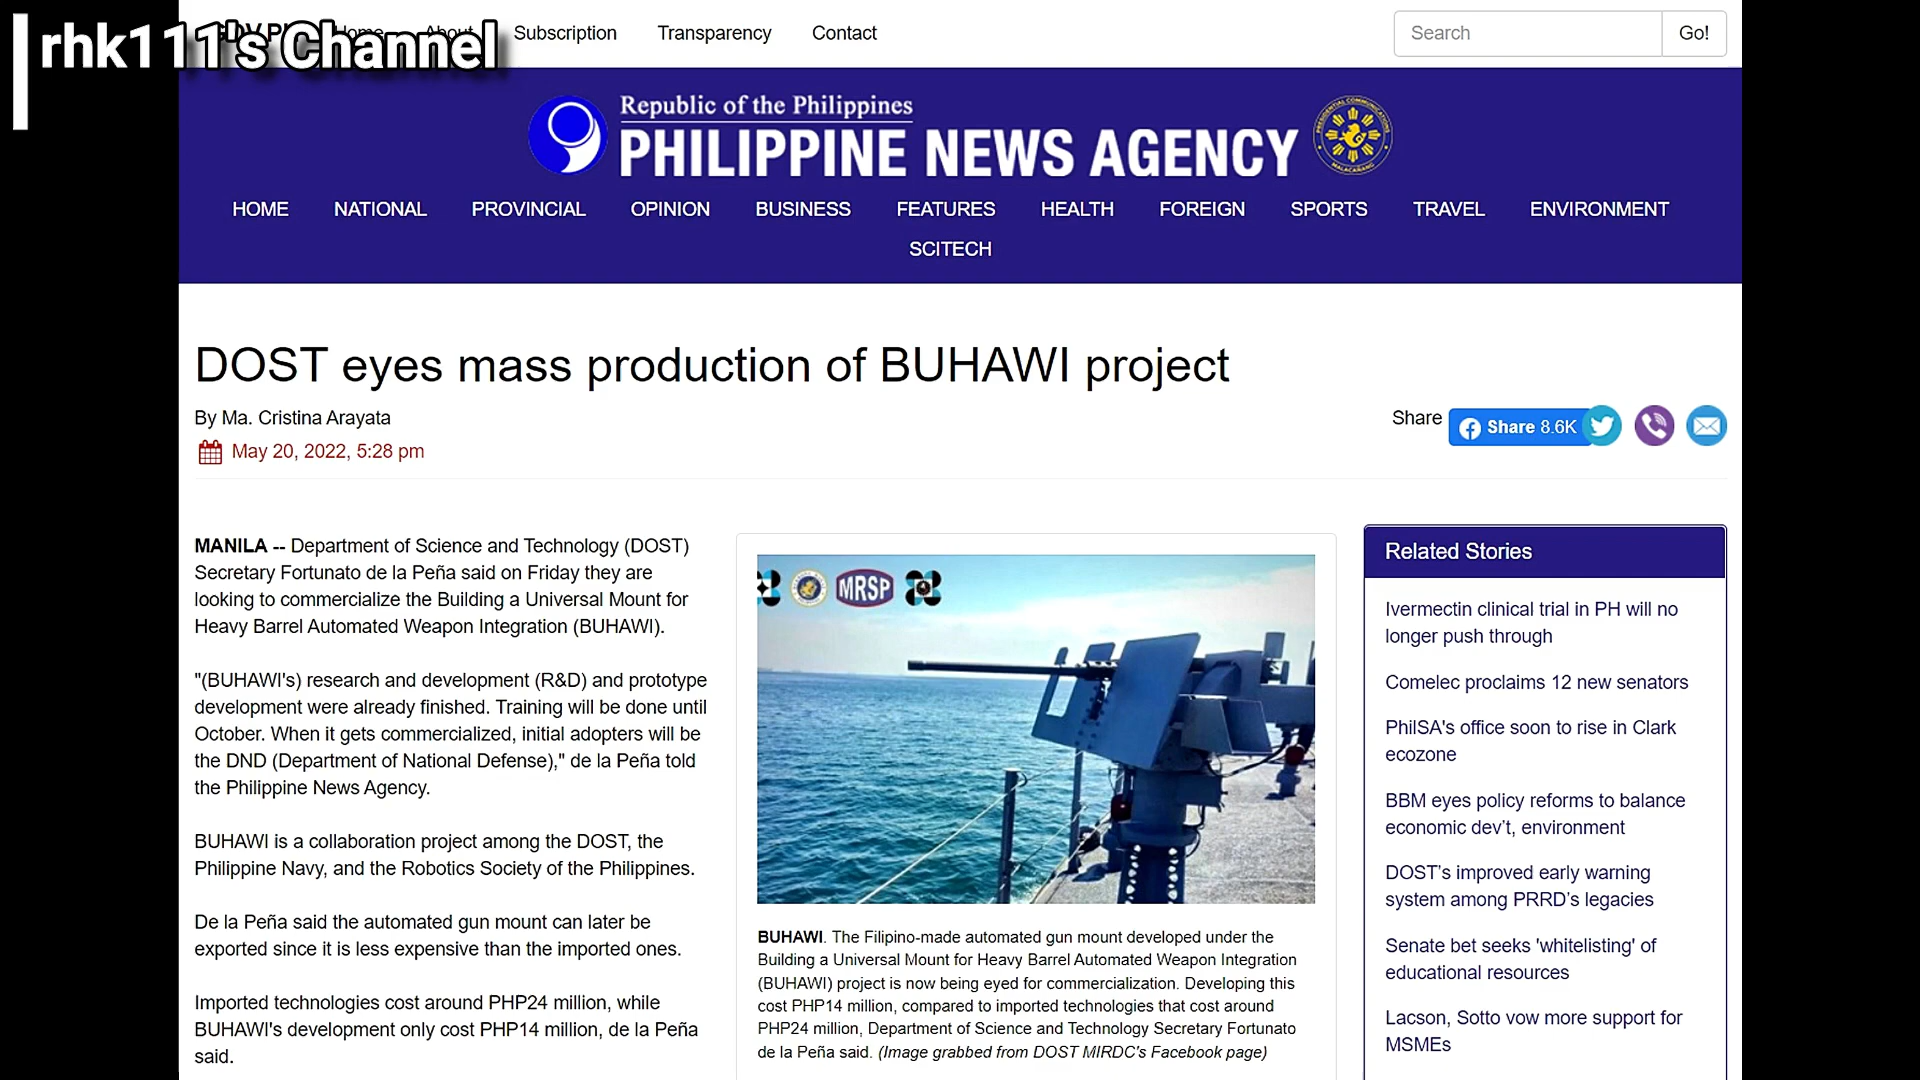 rhk111's Channel
Home About Subscription Transparency Contact
Search Go!
Republic of the Philippines
PHILIPPINE NEWS AGENCY
HOME NATIONAL PROVINCIAL OPINION BUSINESS FEATURES HEALTH FOREIGN SPORTS TRAVEL ENVIRONMENT
SCITECH
DOST eyes mass production of BUHAWI project
By Ma. Cristina Arayata
May 20, 2022, 5:28 pm
Share
Share 8.6K
MANILA -- Department of Science and Technology (DOST)
Secretary Fortunato de la Peña said on Friday they are
looking to commercialize the Building a Universal Mount for
Heavy Barrel Automated Weapon Integration (BUHAWI).
"(BUHAWI's) research and development (R&D) and prototype
development were already finished. Training will be done until
October. When it gets commercialized, initial adopters will be
the DND (Department of National Defense)," de la Peña told
the Philippine News Agency.
BUHAWI is a collaboration project among the DOST, the
Philippine Navy, and the Robotics Society of the Philippines.
De la Peña said the automated gun mount can later be
exported since it is less expensive than the imported ones.
Imported technologies cost around PHP24 million, while
BUHAWI's development only cost PHP14 million, de la Peña
said.
MRSP
BUHAWI. The Filipino-made automated gun mount developed under the
Building a Universal Mount for Heavy Barrel Automated Weapon Integration
(BUHAWI) project is now being eyed for commercialization. Developing this
cost PHP14 million, compared to imported technologies that cost around
PHP24 million, Department of Science and Technology Secretary Fortunato
de la Peña said. (Image grabbed from DOST MIRDC's Facebook page)
Related Stories
Ivermectin clinical trial in PH will no
longer push through
Comelec proclaims 12 new senators
PhilSA's office soon to rise in Clark
ecozone
BBM eyes policy reforms to balance
economic dev’t, environment
DOST’s improved early warning
system among PRRD’s legacies
Senate bet seeks 'whitelisting' of
educational resources
Lacson, Sotto vow more support for
MSMEs